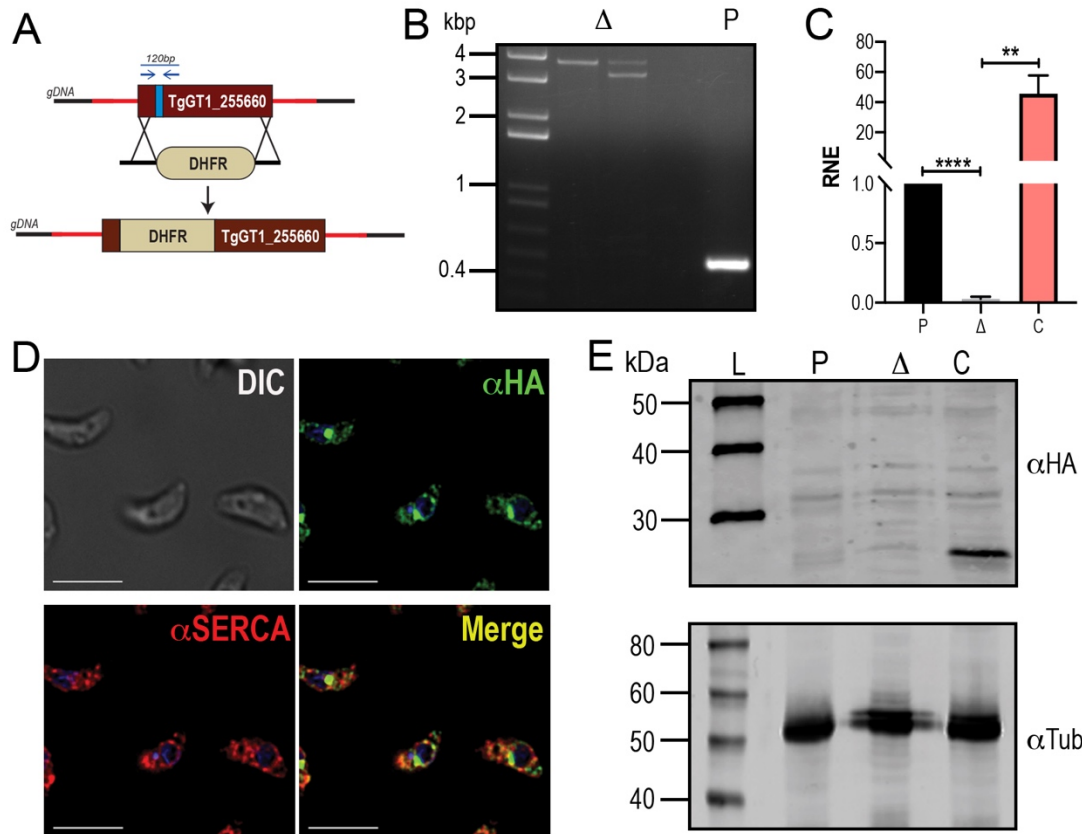 A
120bp
gDNA
TgGT1_255660
DHFR
gDNA
DHFR
TgGT1_255660
B
kbp
Δ
P
4
3
2
1
0.4
C
RNE
80
60
40
20
1.0
0.5
0.0
****
**
P
Δ
C
D
DIC
αHA
αSERCA
Merge
E
kDa
L
P
Δ
C
50
40
30
αHA
80
60
50
40
αTub